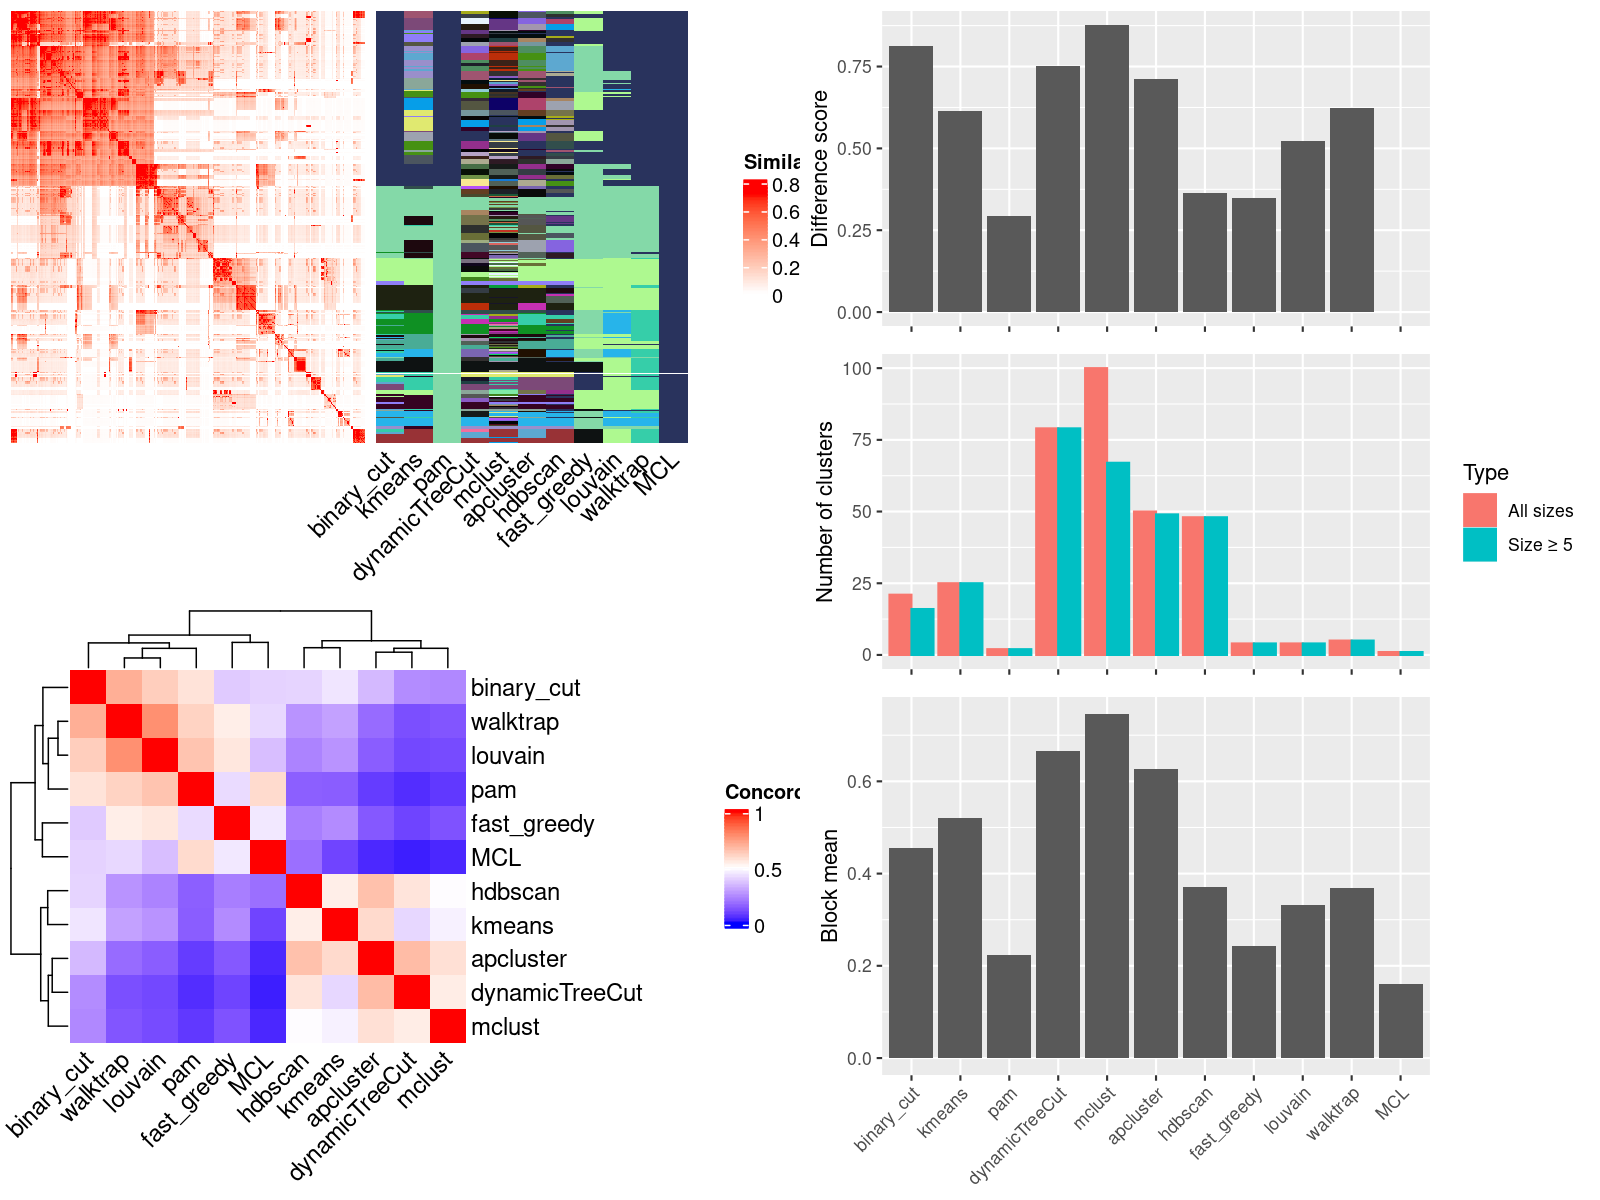 Simila
0.8
0.6
0.4
0.2
0
binary_cut
kmeans
pam
dynamicTreeCut
mclust
apcluster
hdbscan
fast_greedy
louvain
walktrap
MCL
binary_cut
walktrap
louvain
pam
fast_greedy
MCL
hdbscan
kmeans
apcluster
dynamicTreeCut
mclust
binary_cut
walktrap
louvain
pam
fast_greedy
MCL
hdbscan
kmeans
apcluster
dynamicTreeCut
mclust
Concord
1
0.5
0
Difference score
0.75
0.50
0.25
0.00
Number of clusters
100
75
50
25
0
Type
All sizes
Size ≥ 5
Block mean
0.6
0.4
0.2
0.0
binary_cut
kmeans
pam
dynamicTreeCut
mclust
apcluster
hdbscan
fast_greedy
louvain
walktrap
MCL